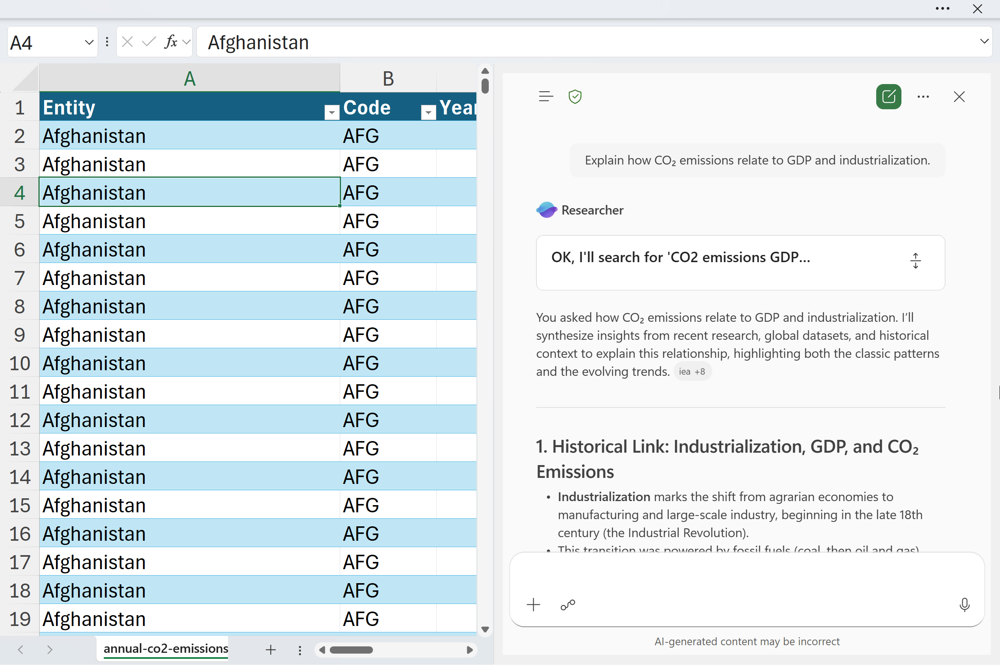 A4
fx
Afghanistan
A B
1 Entity Code Year
2 Afghanistan AFG
3 Afghanistan AFG
4 Afghanistan AFG
5 Afghanistan AFG
6 Afghanistan AFG
7 Afghanistan AFG
8 Afghanistan AFG
9 Afghanistan AFG
10 Afghanistan AFG
11 Afghanistan AFG
12 Afghanistan AFG
13 Afghanistan AFG
14 Afghanistan AFG
15 Afghanistan AFG
16 Afghanistan AFG
17 Afghanistan AFG
18 Afghanistan AFG
19 Afghanistan AFG
annual-co2-emissions
Explain how CO₂ emissions relate to GDP and industrialization.
Researcher
OK, I'll search for 'CO2 emissions GDP...
You asked how CO₂ emissions relate to GDP and industrialization. I’ll
synthesize insights from recent research, global datasets, and historical
context to explain this relationship, highlighting both the classic patterns
and the evolving trends. iea +8
1. Historical Link: Industrialization, GDP, and CO₂
Emissions
• Industrialization marks the shift from agrarian economies to
manufacturing and large-scale industry, beginning in the late 18th
century (the Industrial Revolution).
• This transition was powered by fossil fuels (coal, then oil and gas)
AI-generated content may be incorrect